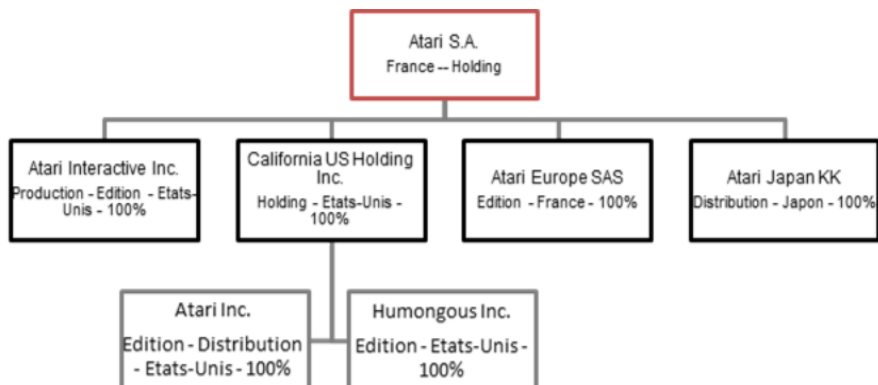 Atari S.A.
France -- Holding
Atari Interactive Inc.
Production - Edition - Etats-
Unis - 100%
California US Holding
Inc.
Holding - Etats-Unis -
100%
Atari Europe SAS
Edition - France - 100%
Atari Japan KK
Distribution - Japon - 100%
Atari Inc.
Edition - Distribution
- Etats-Unis - 100%
Humongous Inc.
Edition - Etats-Unis -
100%